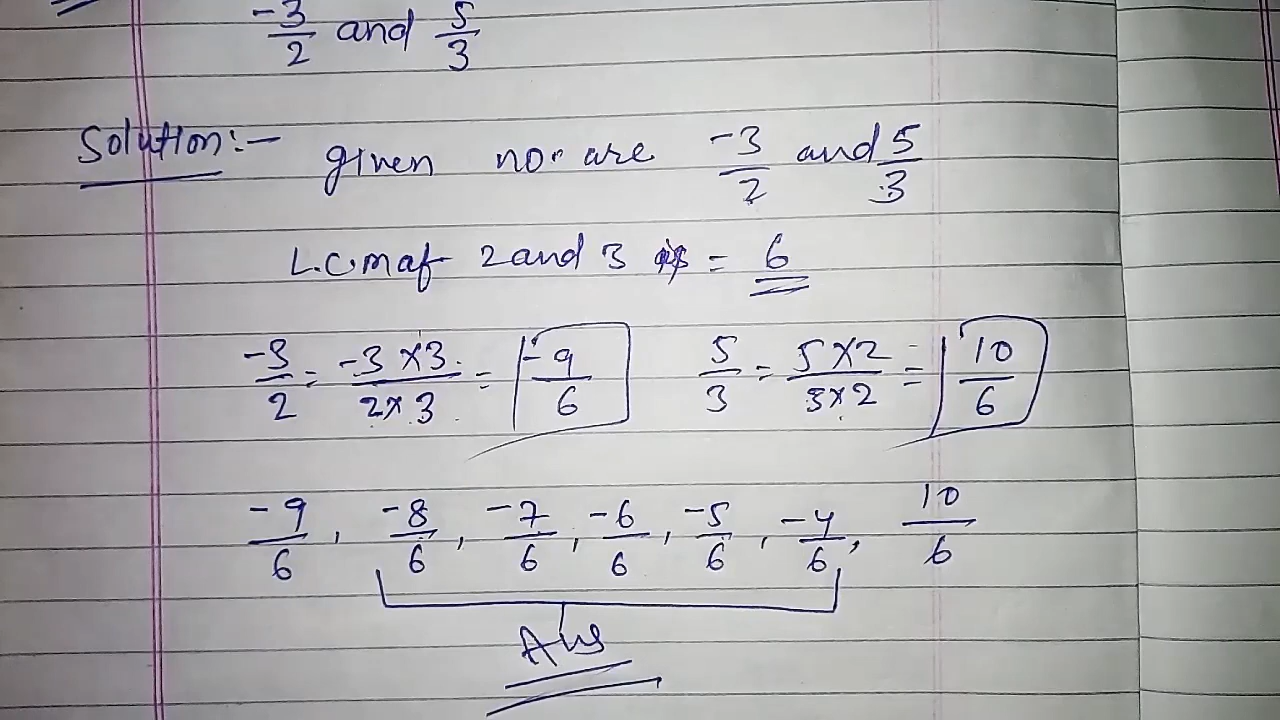 -3/2 and 5/3
Solution:- given no. are -3/2 and 5/3
L.C.M of 2 and 3 is = 6
-3/2 = -3×3/2×3 = -9/6 5/3 = 5×2/3×2 = 10/6
-9/6, -8/6, -7/6, -6/6, -5/6, -4/6, 10/6
Ans